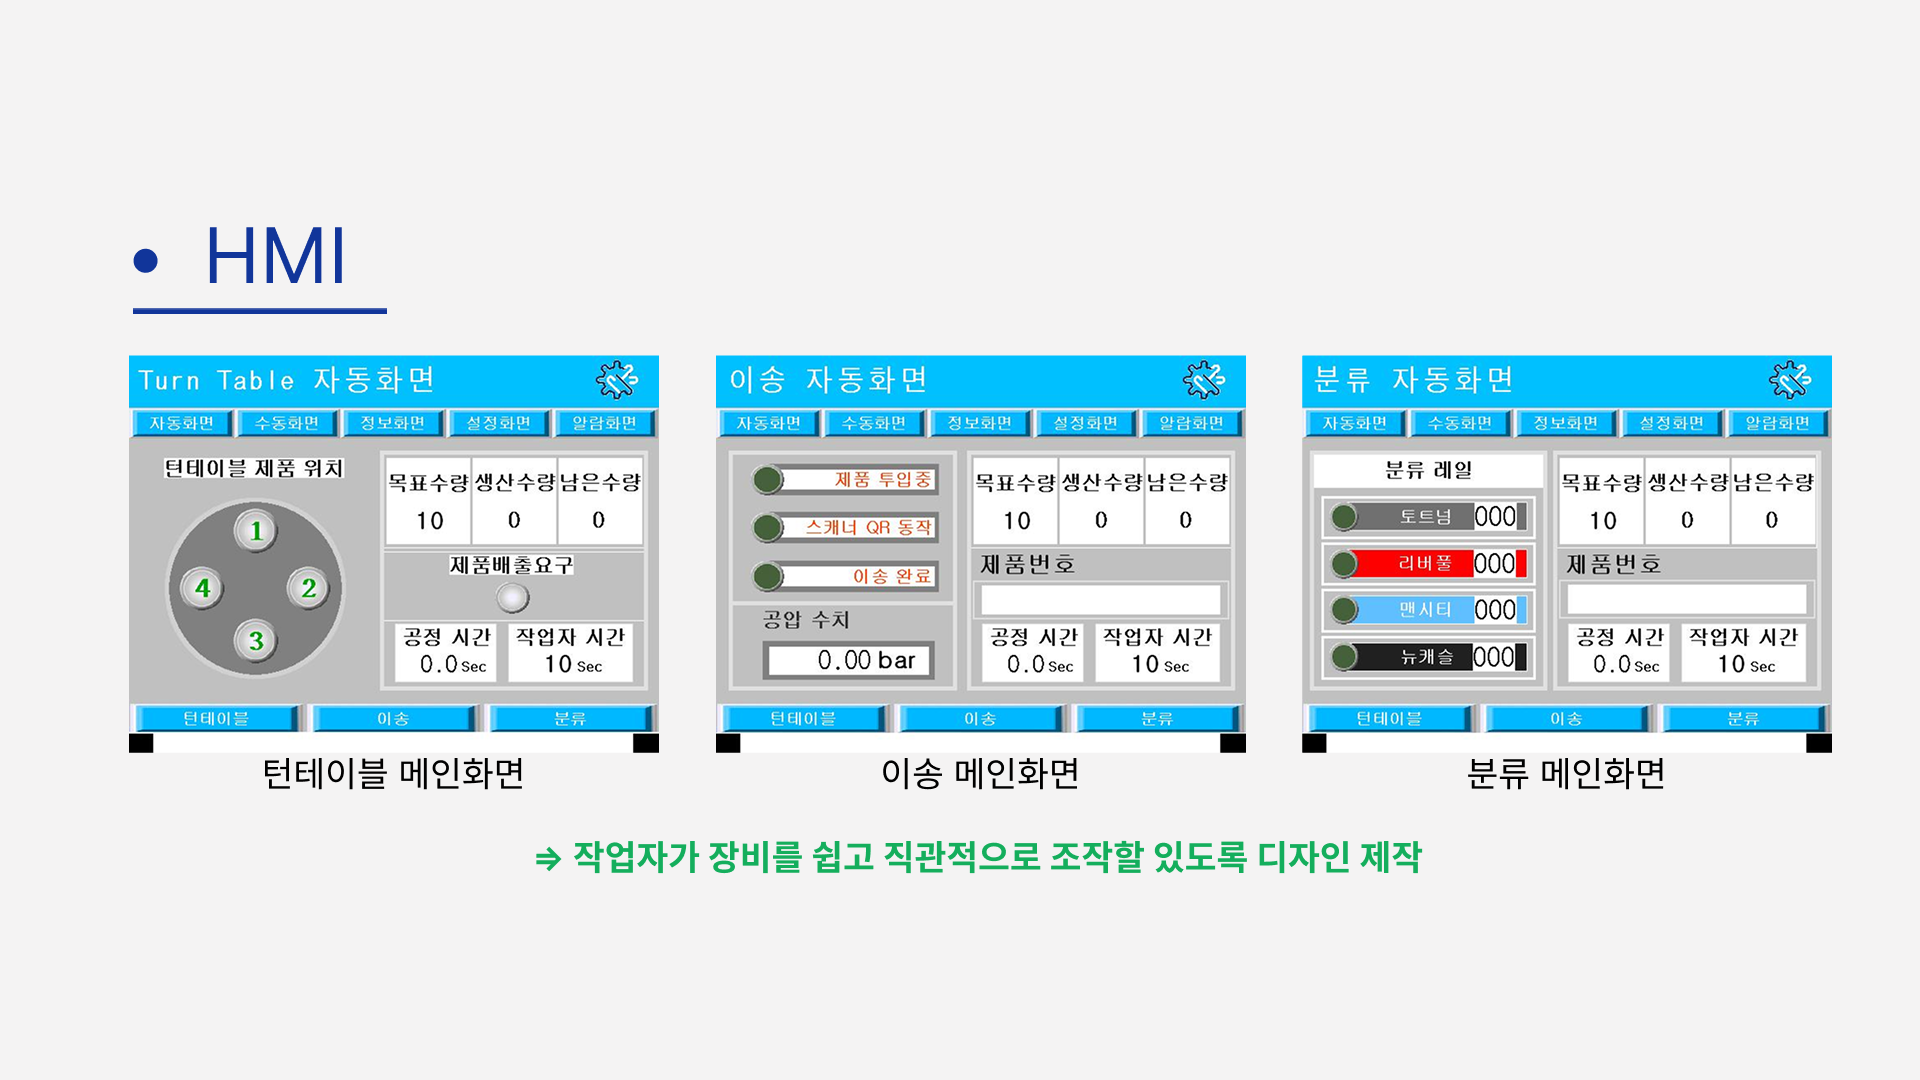 • HMI
Turn Table 자동화면
자동화면 수동화면 정보화면 설정화면 알람화면
턴테이블 제품 위치
1
4 2
3
목표수량 생산수량 남은수량
10 0 0
제품배출요구
공정 시간 작업자 시간
0.0 Sec 10 Sec
턴테이블 이송 분류
턴테이블 메인화면
이송 자동화면
자동화면 수동화면 정보화면 설정화면 알람화면
제품 투입중
스캐너 QR 동작
이송 완료
공압 수치
0.00 bar
목표수량 생산수량 남은수량
10 0 0
제품번호
공정 시간 작업자 시간
0.0 Sec 10 Sec
턴테이블 이송 분류
이송 메인화면
분류 자동화면
자동화면 수동화면 정보화면 설정화면 알람화면
분류 레일
토트넘 000
리버풀 000
맨시티 000
뉴캐슬 000
목표수량 생산수량 남은수량
10 0 0
제품번호
공정 시간 작업자 시간
0.0 Sec 10 Sec
턴테이블 이송 분류
분류 메인화면
⇒ 작업자가 장비를 쉽고 직관적으로 조작할 있도록 디자인 제작